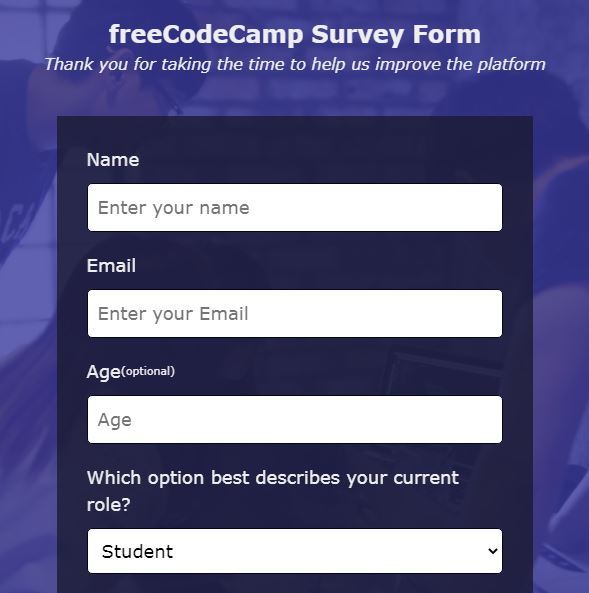 freeCodeCamp Survey Form
Thank you for taking the time to help us improve the platform
Name
Enter your name
Email
Enter your Email
Age(optional)
Age
Which option best describes your current
role?
Student